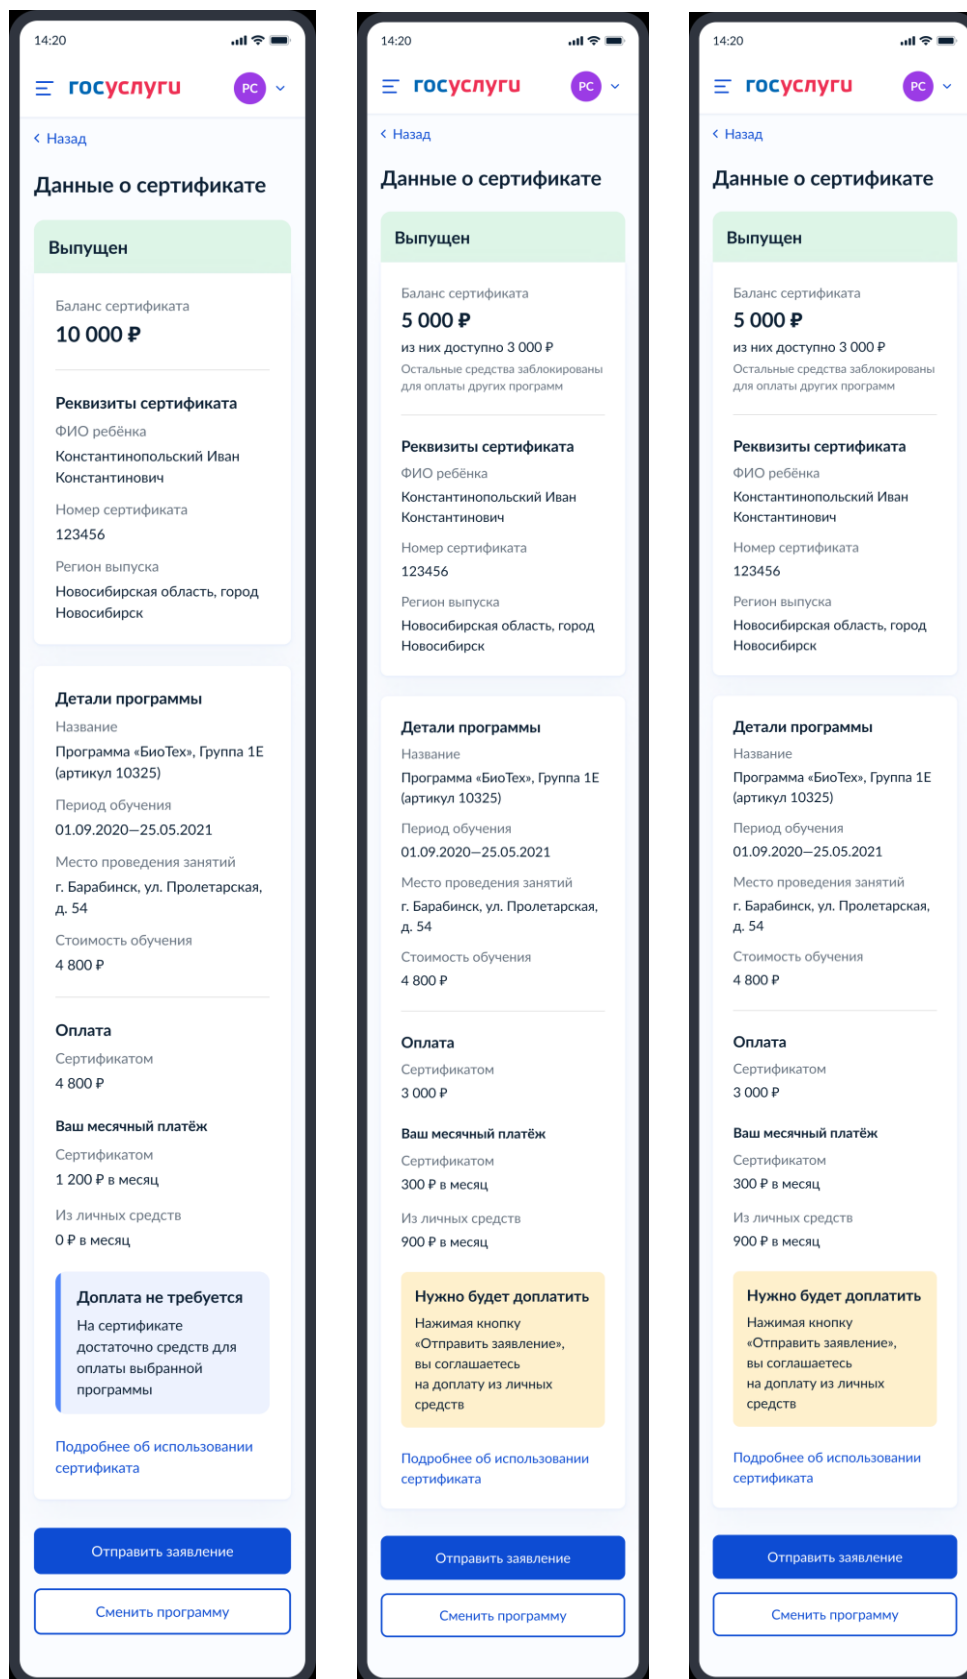 14:20
госуслуги
РС
Назад
Данные о сертификате
Выпущен
Баланс сертификата
10 000 ₽
Реквизиты сертификата
ФИО ребёнка
Константинопольский Иван
Константинович
Номер сертификата
123456
Регион выпуска
Новосибирская область, город
Новосибирск
Детали программы
Название
Программа «БиоТех», Группа 1Е
(артикул 10325)
Период обучения
01.09.2020—25.05.2021
Место проведения занятий
г. Барабинск, ул. Пролетарская,
д. 54
Стоимость обучения
4 800 ₽
Оплата
Сертификатом
4 800 ₽
Ваш месячный платёж
Сертификатом
1 200 ₽ в месяц
Из личных средств
0 ₽ в месяц
Доплата не требуется
На сертификате
достаточно средств для
оплаты выбранной
программы
Подробнее об использовании
сертификата
Отправить заявление
Сменить программу
14:20
госуслуги
РС
Назад
Данные о сертификате
Выпущен
Баланс сертификата
5 000 ₽
из них доступно 3 000 ₽
Остальные средства заблокированы
для оплаты других программ
Реквизиты сертификата
ФИО ребёнка
Константинопольский Иван
Константинович
Номер сертификата
123456
Регион выпуска
Новосибирская область, город
Новосибирск
Детали программы
Название
Программа «БиоТех», Группа 1Е
(артикул 10325)
Период обучения
01.09.2020—25.05.2021
Место проведения занятий
г. Барабинск, ул. Пролетарская,
д. 54
Стоимость обучения
4 800 ₽
Оплата
Сертификатом
3 000 ₽
Ваш месячный платёж
Сертификатом
300 ₽ в месяц
Из личных средств
900 ₽ в месяц
Нужно будет доплатить
Нажимая кнопку
«Отправить заявление»,
вы соглашаетесь
на доплату из личных
средств
Подробнее об использовании
сертификата
Отправить заявление
Сменить программу
14:20
госуслуги
РС
Назад
Данные о сертификате
Выпущен
Баланс сертификата
5 000 ₽
из них доступно 3 000 ₽
Остальные средства заблокированы
для оплаты других программ
Реквизиты сертификата
ФИО ребёнка
Константинопольский Иван
Константинович
Номер сертификата
123456
Регион выпуска
Новосибирская область, город
Новосибирск
Детали программы
Название
Программа «БиоТех», Группа 1Е
(артикул 10325)
Период обучения
01.09.2020—25.05.2021
Место проведения занятий
г. Барабинск, ул. Пролетарская,
д. 54
Стоимость обучения
4 800 ₽
Оплата
Сертификатом
3 000 ₽
Ваш месячный платёж
Сертификатом
300 ₽ в месяц
Из личных средств
900 ₽ в месяц
Нужно будет доплатить
Нажимая кнопку
«Отправить заявление»,
вы соглашаетесь
на доплату из личных
средств
Подробнее об использовании
сертификата
Отправить заявление
Сменить программу